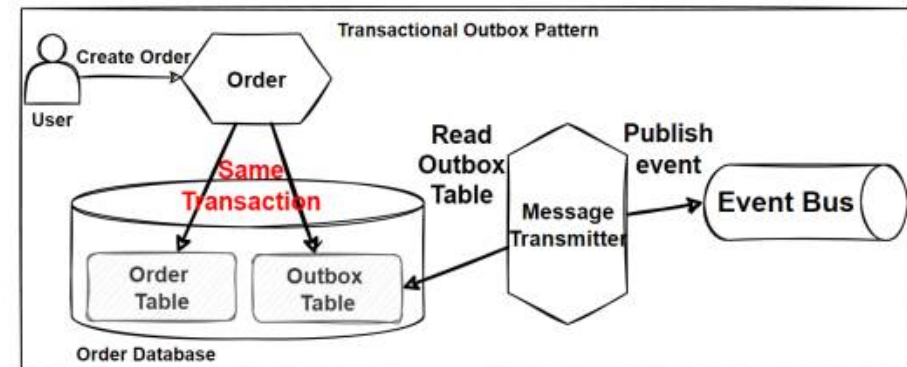 Transactional Outbox Pattern
Create Order
User
Order
Same
Transaction
Order
Table
Outbox
Table
Order Database
Read
Outbox
Table
Message
Transmitter
Publish
event
Event Bus